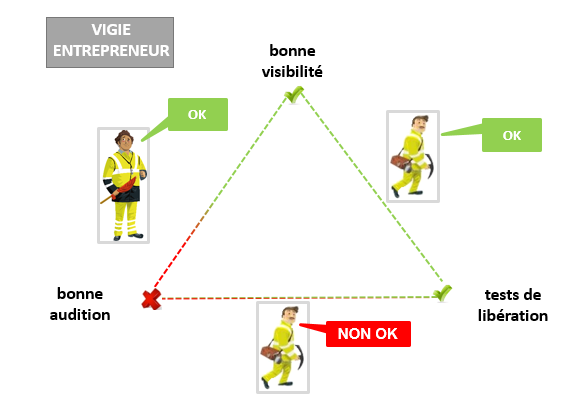 VIGIE
ENTREPRENEUR
bonne
visibilité
OK
OK
bonne
audition
tests de
libération
NON OK